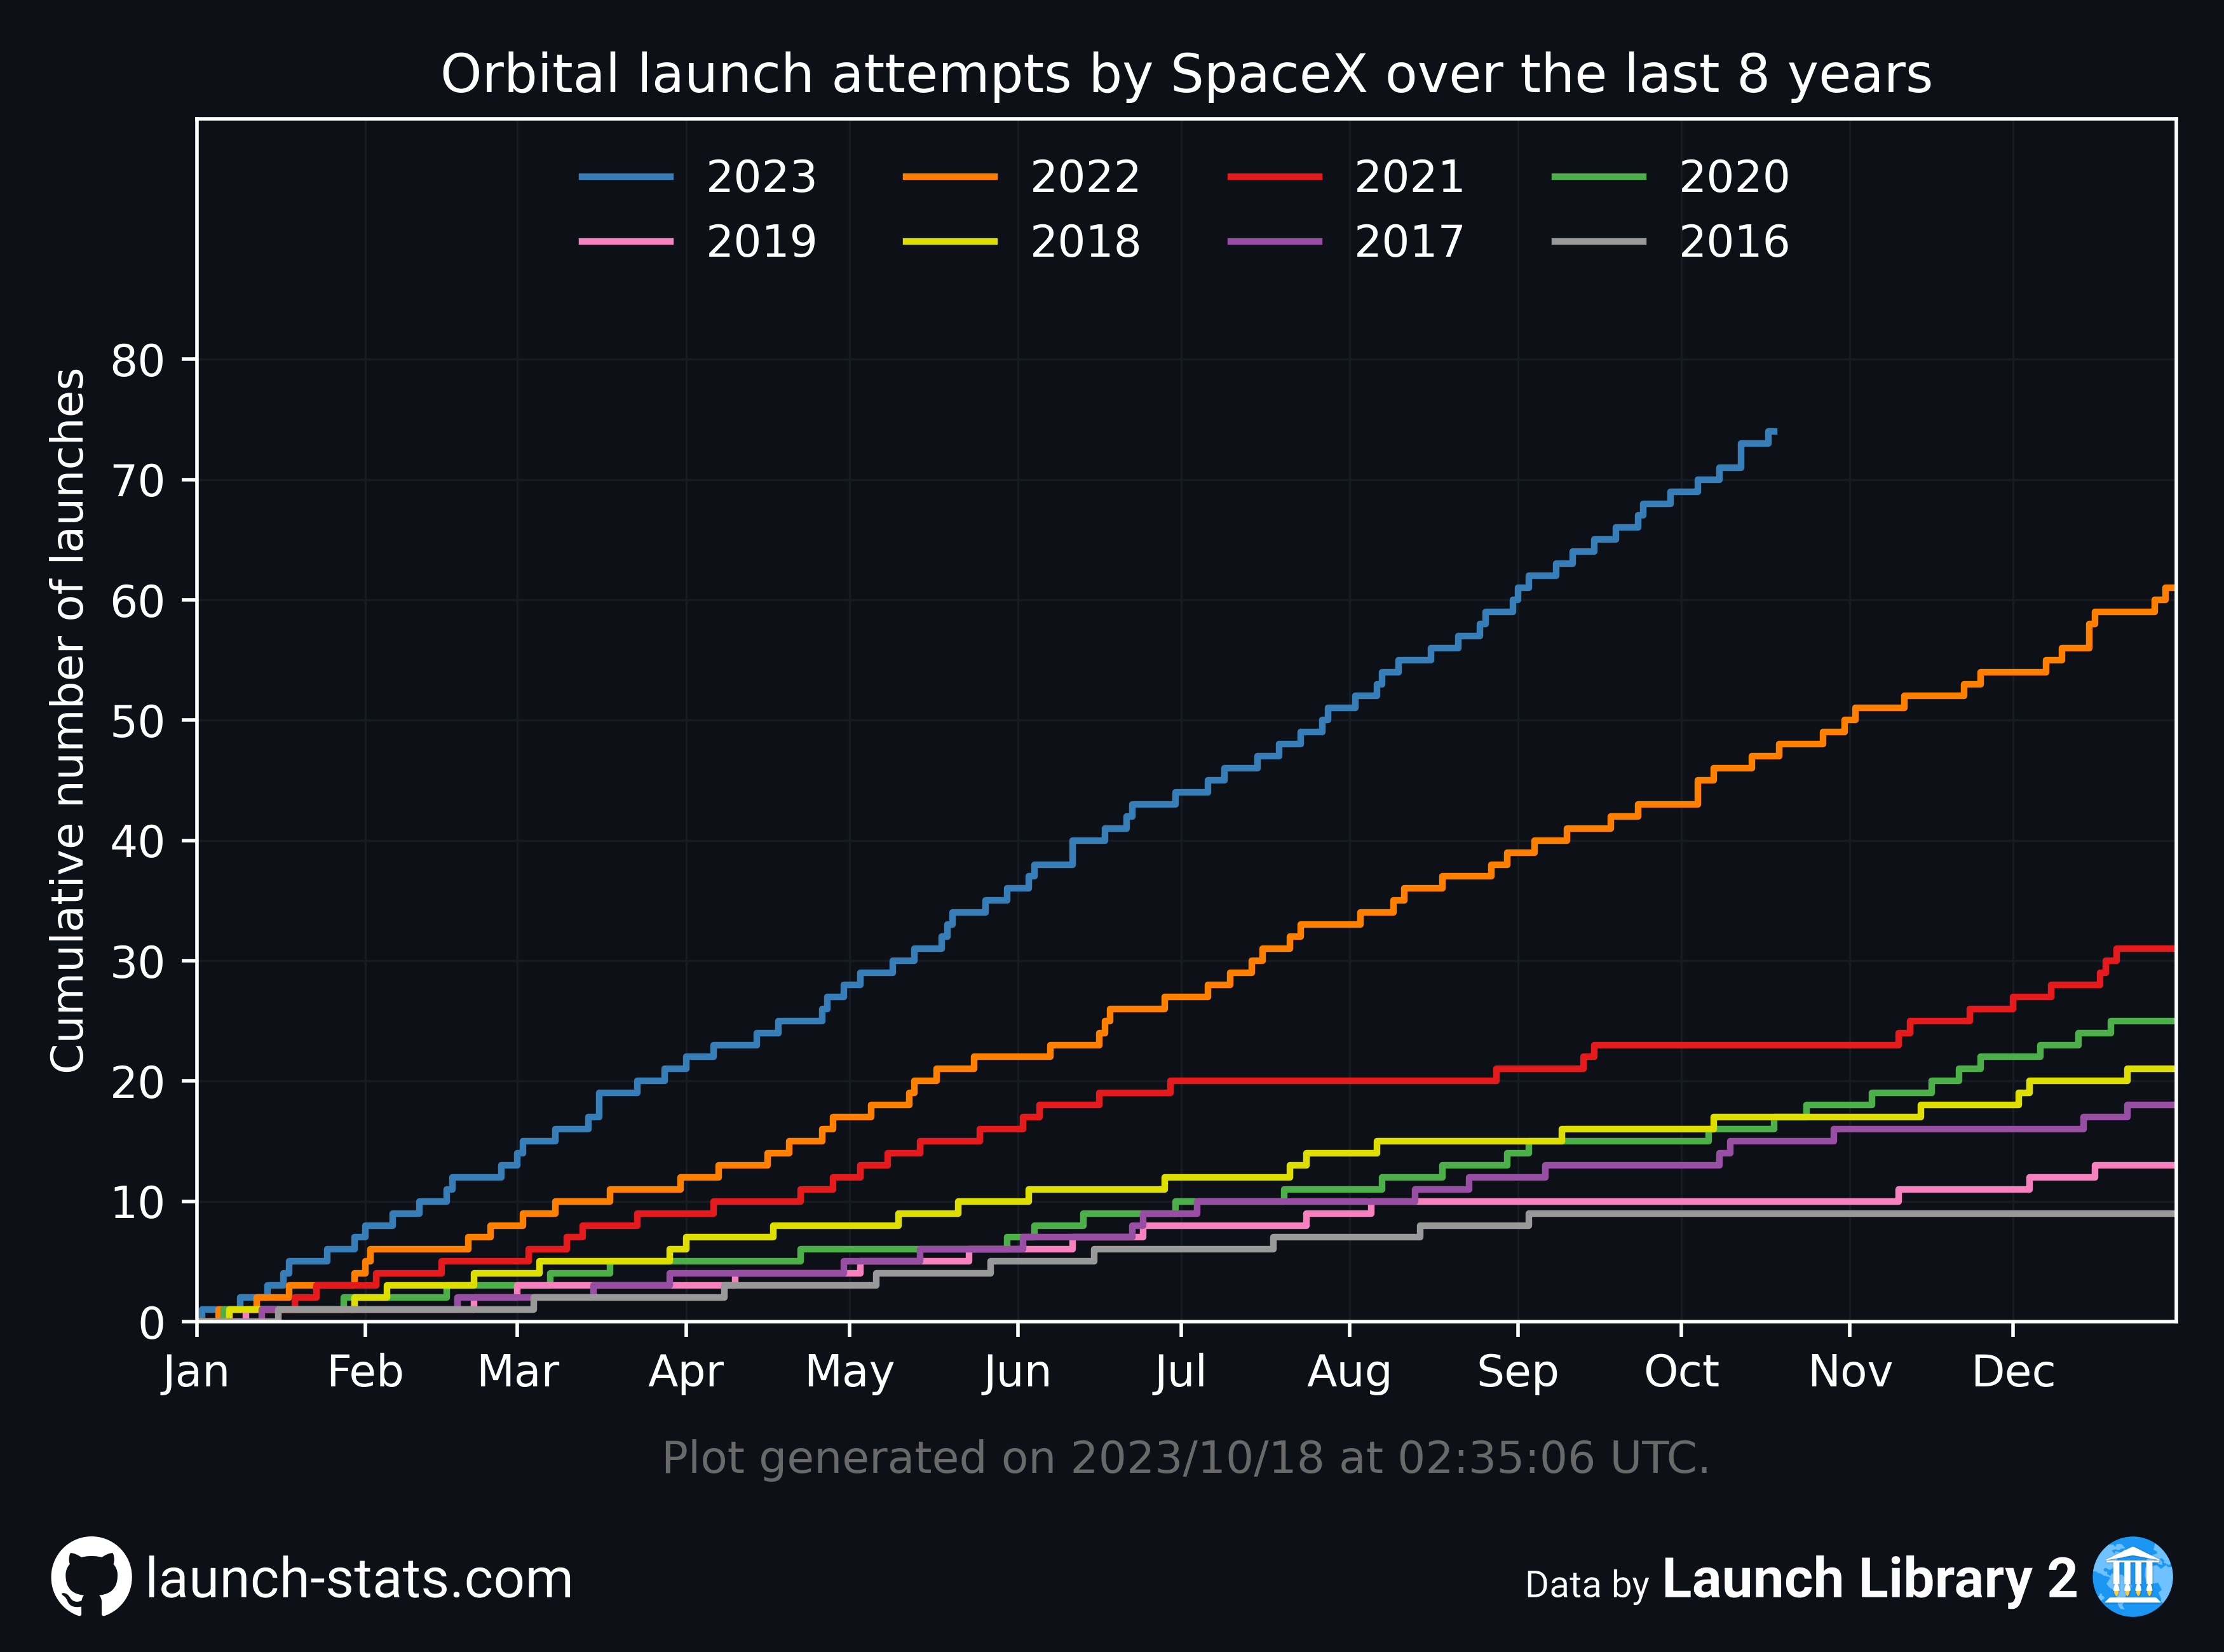 Orbital launch attempts by SpaceX over the last 8 years
2023 2022 2021 2020
2019 2018 2017 2016
Cumulative number of launches
80
70
60
50
40
30
20
10
0
Jan Feb Mar Apr May Jun Jul Aug Sep Oct Nov Dec
Plot generated on 2023/10/18 at 02:35:06 UTC.
launch-stats.com
Data by Launch Library 2